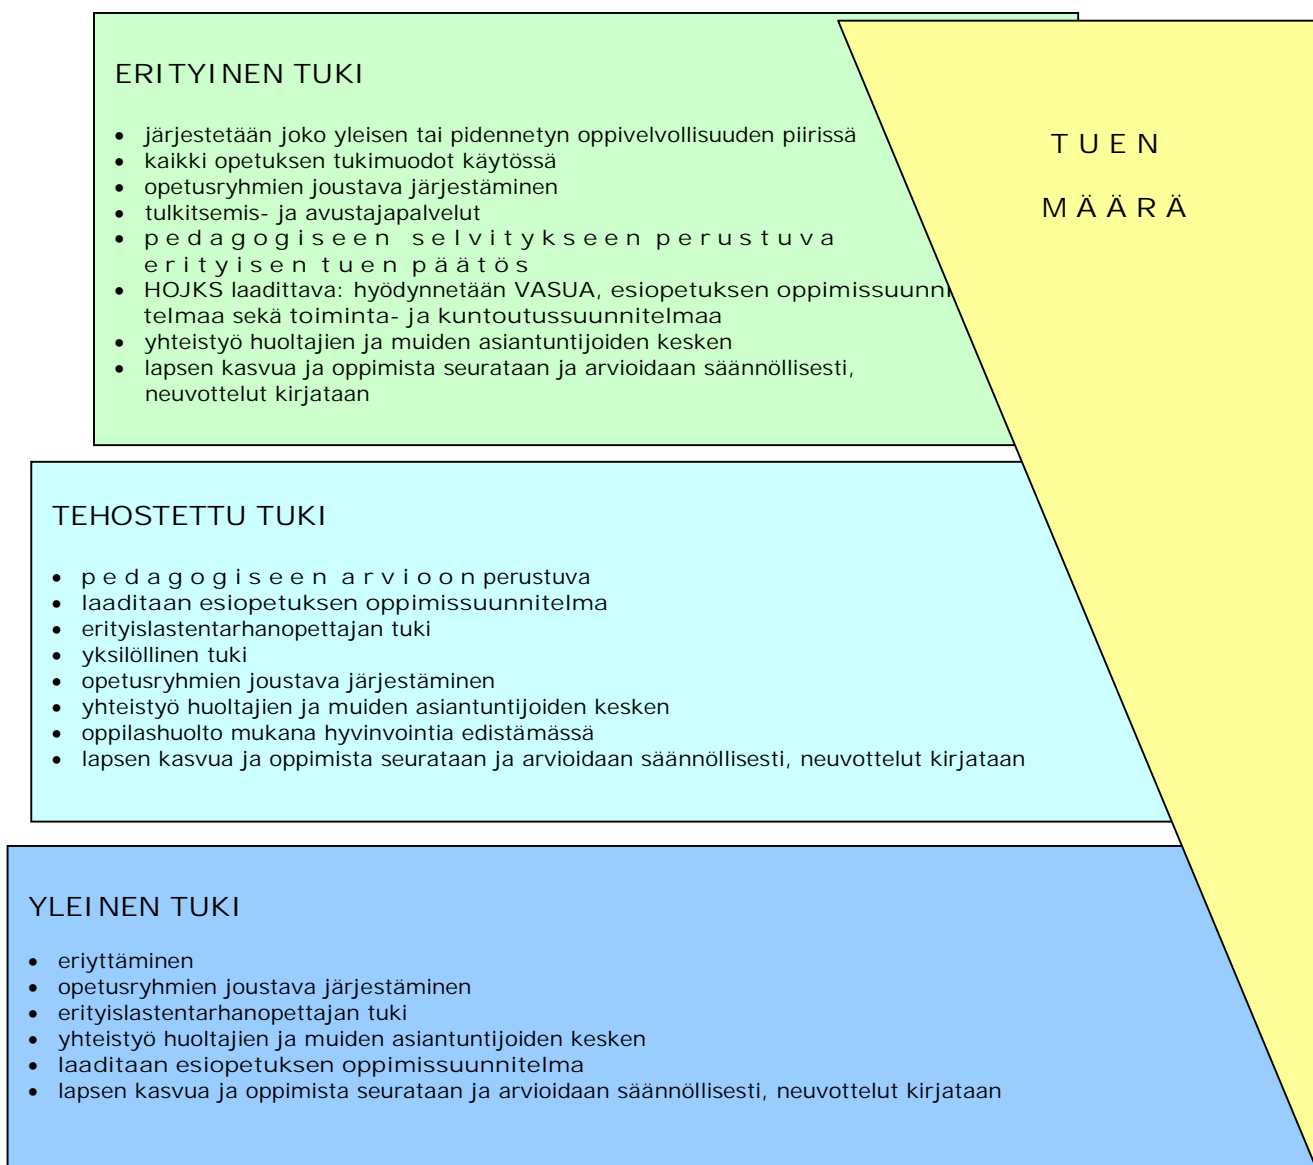 ERITYINEN TUKI
• järjestetään joko yleisen tai pidennetyn oppivelvollisuuden piirissä
• kaikki opetuksen tukimuodot käytössä
• opetusryhmien joustava järjestäminen
• tulkitsemis- ja avustajapalvelut
• pedagogiseen selvitykseen perustuva
erityisen tuen päätös
• HOJKS laadittava: hyödynnetään VASUA, esiopetuksen oppimissuunni
telmaa sekä toiminta- ja kuntoutussuunnitelmaa
• yhteistyö huoltajien ja muiden asiantuntijoiden kesken
• lapsen kasvua ja oppimista seurataan ja arvioidaan säännöllisesti,
neuvottelut kirjataan
TUEN
MÄÄRÄ
TEHOSTETTU TUKI
• pedagogiseen arvioon perustuva
• laaditaan esiopetuksen oppimissuunnitelma
• erityislastentarhanopettajan tuki
• yksilöllinen tuki
• opetusryhmien joustava järjestäminen
• yhteistyö huoltajien ja muiden asiantuntijoiden kesken
• oppilashuolto mukana hyvinvointia edistämässä
• lapsen kasvua ja oppimista seurataan ja arvioidaan säännöllisesti, neuvottelut kirjataan
YLEINEN TUKI
• eriyttäminen
• opetusryhmien joustava järjestäminen
• erityislastentarhanopettajan tuki
• yhteistyö huoltajien ja muiden asiantuntijoiden kesken
• laaditaan esiopetuksen oppimissuunnitelma
• lapsen kasvua ja oppimista seurataan ja arvioidaan säännöllisesti, neuvottelut kirjataan